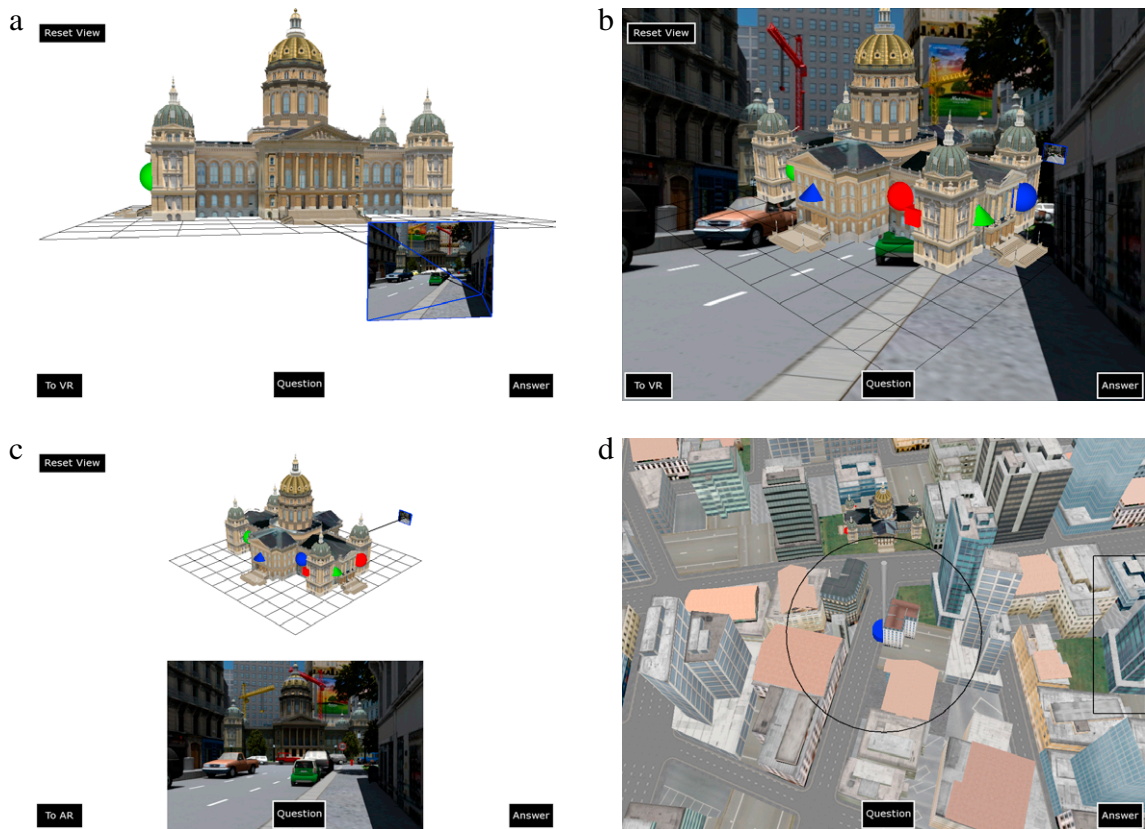 a
Reset View
To VR
Question
Answer
b
Reset View
To VR
Question
Answer
c
Reset View
To AR
Question
Answer
d
Question
Answer